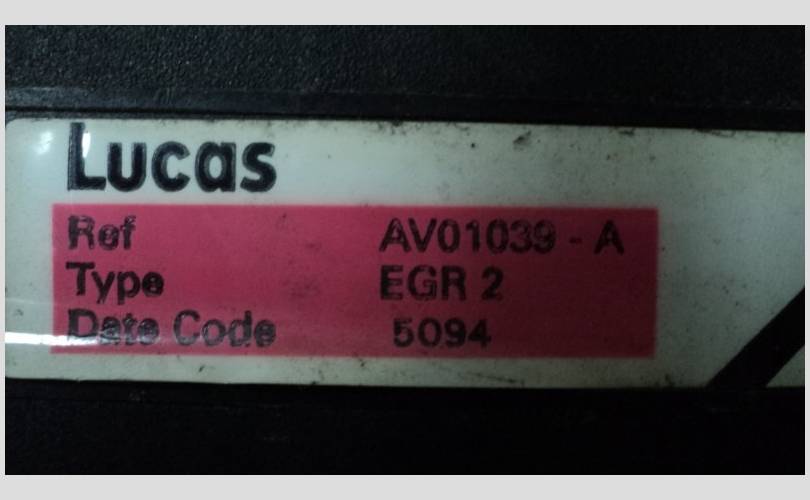 Lucas
Ref AV01039 - A
Type EGR 2
Date Code 5094